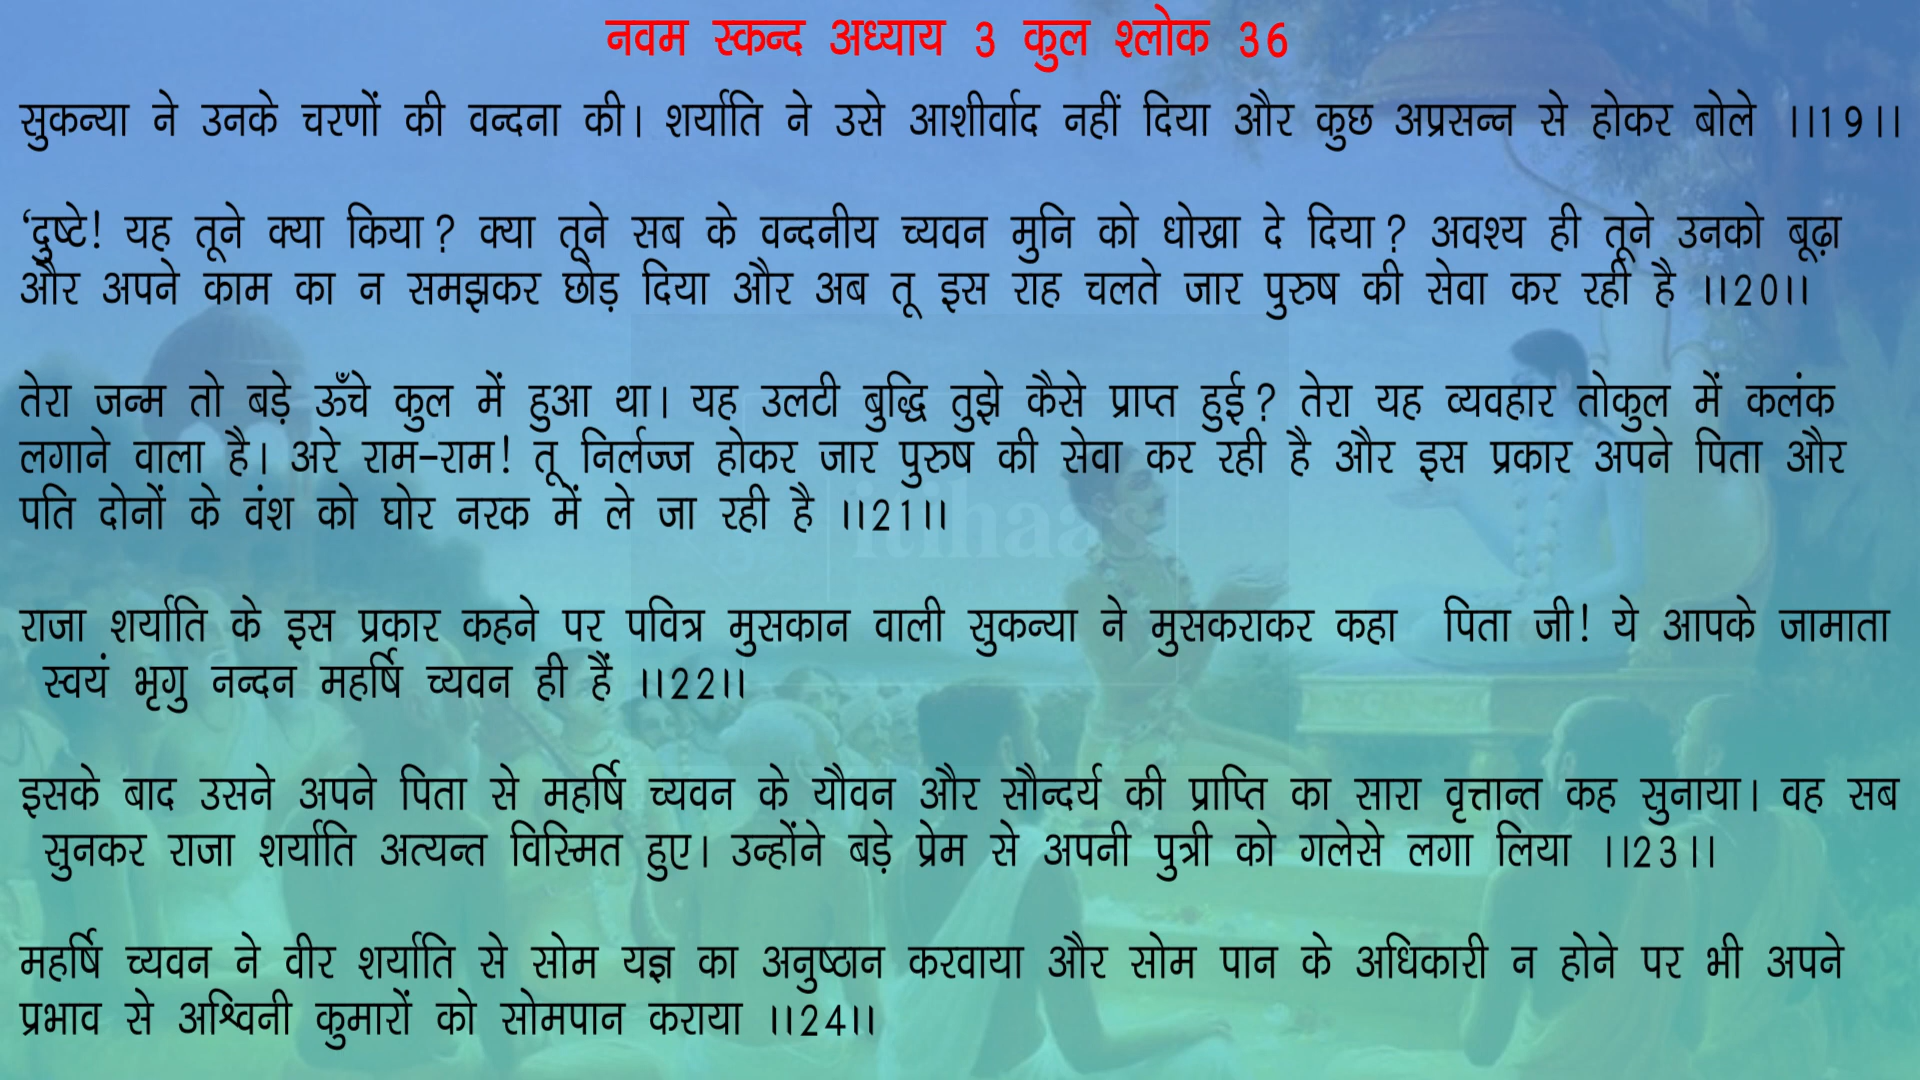 नवम स्कन्द अध्याय 3 कुल श्लोक 36
सुकन्या ने उनके चरणों की वन्दना की। शर्याति ने उसे आशीर्वाद नहीं दिया और कुछ अप्रसन्न से होकर बोले ।।19।।
‘दुष्टे! यह तूने क्या किया? क्या तूने सब के वन्दनीय च्यवन मुनि को धोखा दे दिया? अवश्य ही तूने उनको बूढ़ा
और अपने काम का न समझकर छोड़ दिया और अब तू इस राह चलते जार पुरुष की सेवा कर रही है ।।20।।
तेरा जन्म तो बड़े ऊँचे कुल में हुआ था। यह उलटी बुद्धि तुझे कैसे प्राप्त हुई? तेरा यह व्यवहार तोकुल में कलंक
लगाने वाला है। अरे राम-राम! तू निर्लज्ज होकर जार पुरुष की सेवा कर रही है और इस प्रकार अपने पिता और
पति दोनों के वंश को घोर नरक में ले जा रही है ।।21।।
राजा शर्याति के इस प्रकार कहने पर पवित्र मुसकान वाली सुकन्या ने मुसकराकर कहा पिता जी! ये आपके जामाता
स्वयं भृगु नन्दन महर्षि च्यवन ही हैं ।।22।।
इसके बाद उसने अपने पिता से महर्षि च्यवन के यौवन और सौन्दर्य की प्राप्ति का सारा वृत्तान्त कह सुनाया। वह सब
सुनकर राजा शर्याति अत्यन्त विस्मित हुए। उन्होंने बड़े प्रेम से अपनी पुत्री को गलेसे लगा लिया ।।23।।
महर्षि च्यवन ने वीर शर्याति से सोम यज्ञ का अनुष्ठान करवाया और सोम पान के अधिकारी न होने पर भी अपने
प्रभाव से अश्विनी कुमारों को सोमपान कराया ।।24।।
itihaas